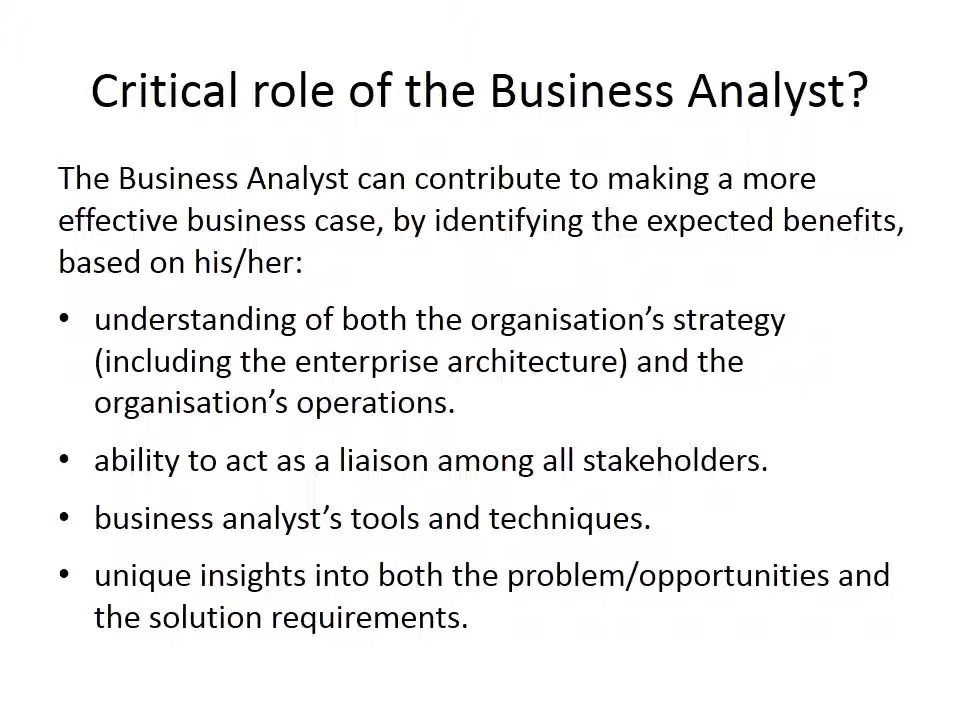 Critical role of the Business Analyst?
The Business Analyst can contribute to making a more
effective business case, by identifying the expected benefits,
based on his/her:
• understanding of both the organisation’s strategy
(including the enterprise architecture) and the
organisation’s operations.
• ability to act as a liaison among all stakeholders.
• business analyst’s tools and techniques.
• unique insights into both the problem/opportunities and
the solution requirements.